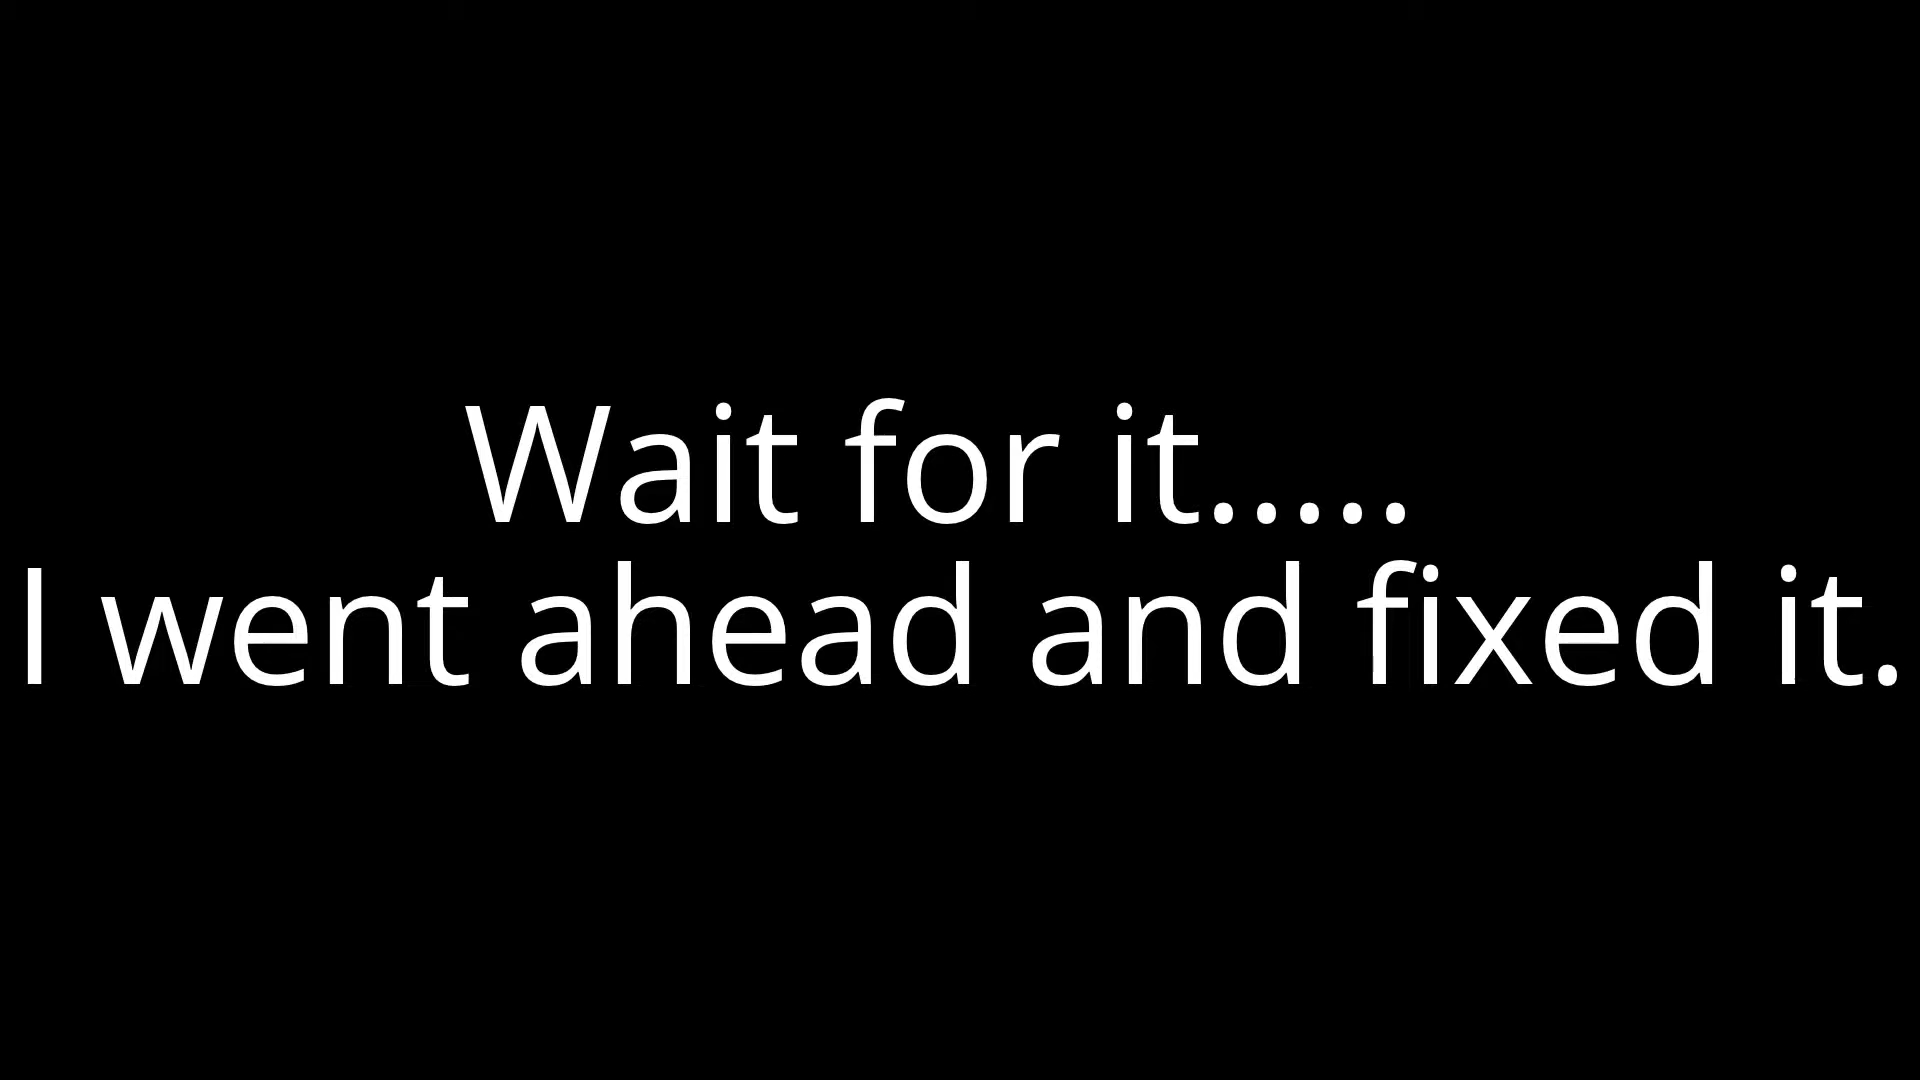 Wait for it.....
I went ahead and fixed it.